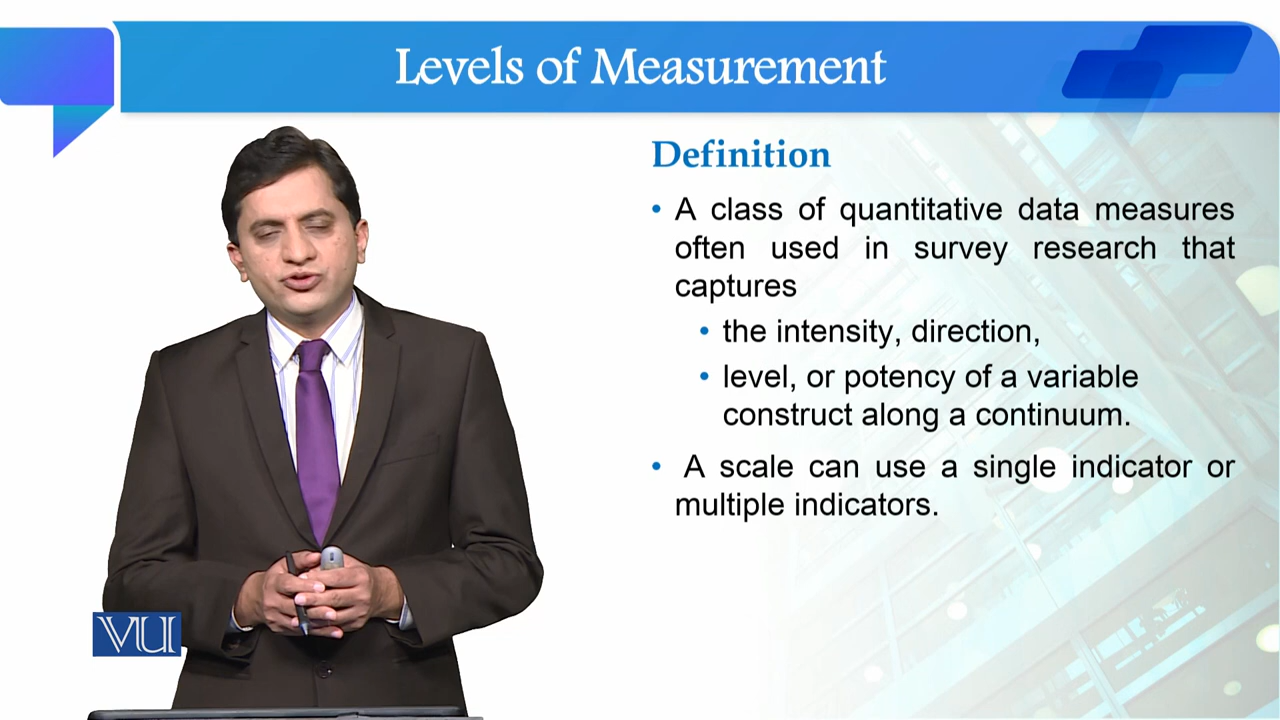 Levels of Measurement
Definition
• A class of quantitative data measures
often used in survey research that
captures
• the intensity, direction,
• level, or potency of a variable
construct along a continuum.
• A scale can use a single indicator or
multiple indicators.
VU